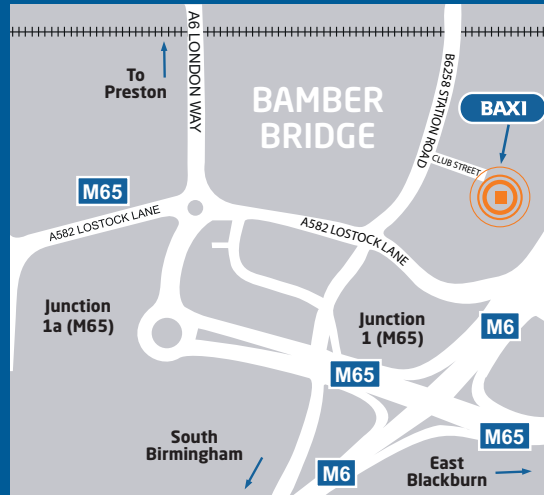 A6 LONDON WAY
To
Preston
BAMBER
BRIDGE
B6258 STATION ROAD
BAXI
CLUB STREET
M65
A582 LOSTOCK LANE
A582 LOSTOCK LANE
Junction
1a (M65)
Junction
1 (M65)
M6
M65
South
Birmingham
M65
M6
East
Blackburn